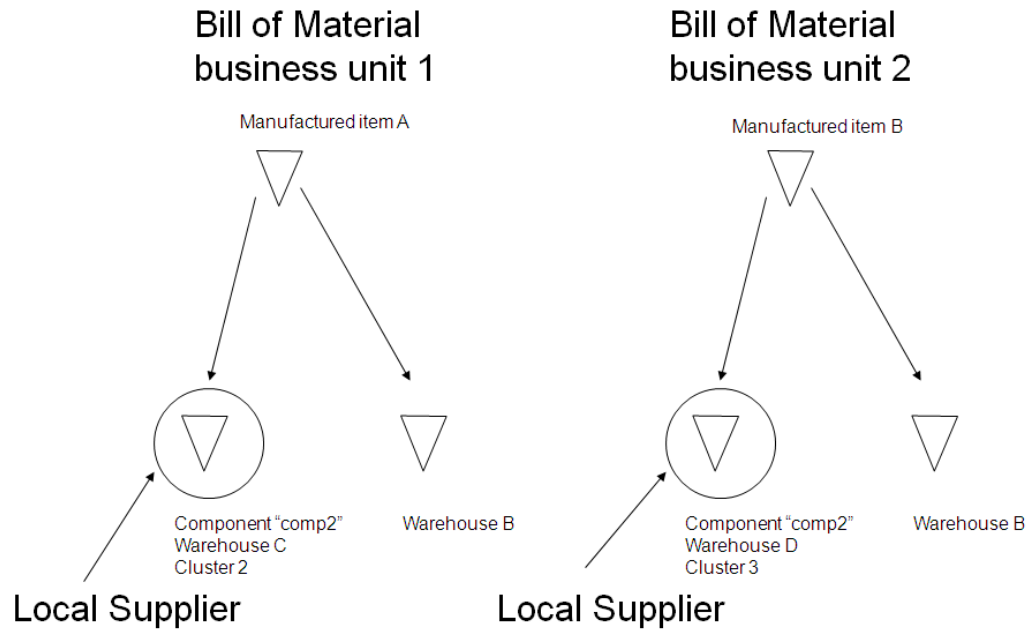 Bill of Material
business unit 1
Manufactured item A
Component “comp2”
Warehouse C
Cluster 2
Warehouse B
Local Supplier
Bill of Material
business unit 2
Manufactured item B
Component “comp2”
Warehouse D
Cluster 3
Warehouse B
Local Supplier